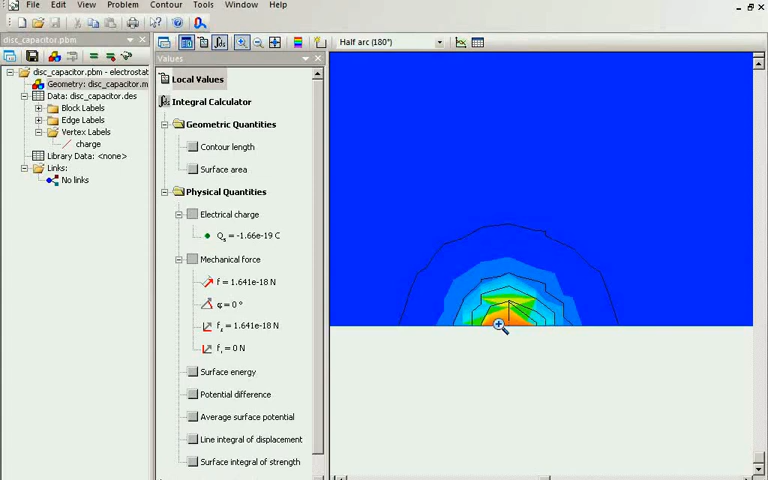 File Edit View Problem Contour Tools Window Help
disc_capacitor.pbm
Half arc (180°)
Values
disc_capacitor.pbm - electrostat
Geometry: disc_capacitor.m
Data: disc_capacitor.des
Block Labels
Edge Labels
Vertex Labels
charge
Library Data: <none>
Links:
No links
Local Values
Integral Calculator
Geometric Quantities
Contour length
Surface area
Physical Quantities
Electrical charge
= -1.66e-19 C
Mechanical force
f = 1.641e-18 N
= 0 °
= 1.641e-18 N
= 0 N
Surface energy
Potential difference
Average surface potential
Line integral of displacement
Surface integral of strength